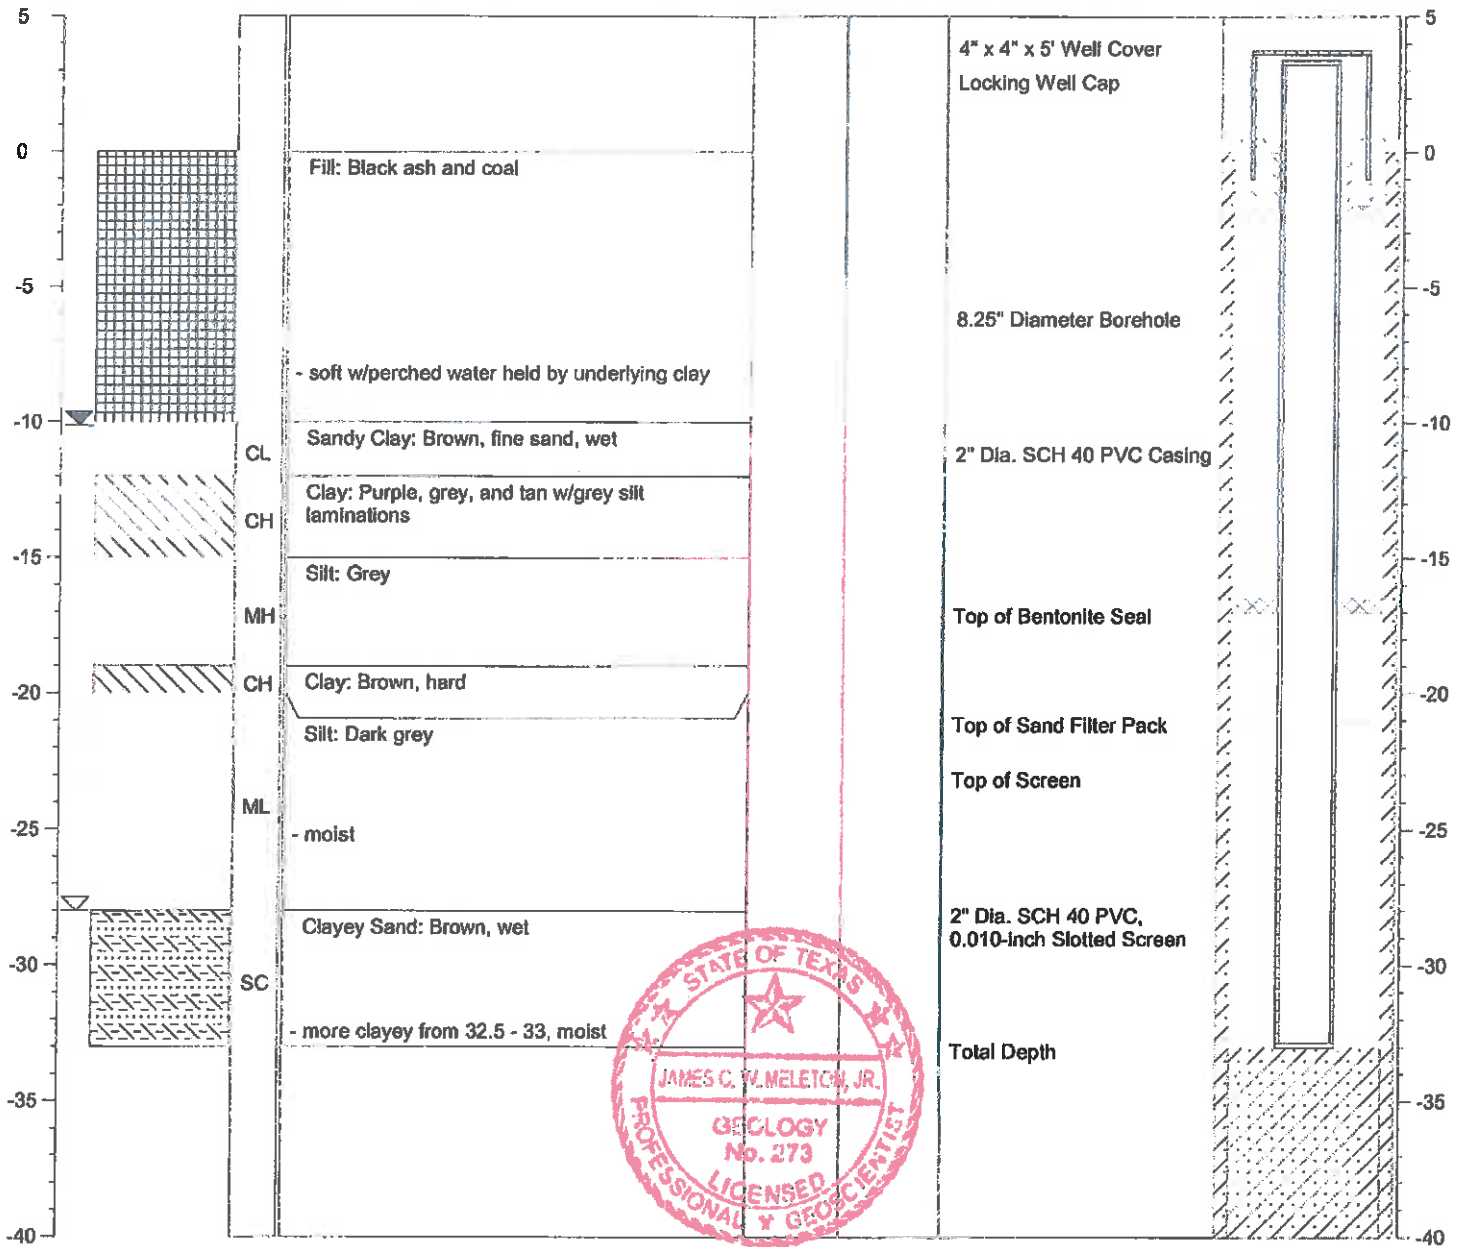 5
4" x 4" x 5' Well Cover
Locking Well Cap
5
0
Fill: Black ash and coal
0
-5
-5
8.25" Diameter Borehole
- soft w/perched water held by underlying clay
-10
-10
CL
Sandy Clay: Brown, fine sand, wet
2" Dia. SCH 40 PVC Casing
CH
Clay: Purple, grey, and tan w/grey silt
laminations
-15
-15
Silt: Grey
MH
Top of Bentonite Seal
CH
Clay: Brown, hard
-20
-20
Silt: Dark grey
Top of Sand Filter Pack
Top of Screen
ML
-25
- moist
-25
Clayey Sand: Brown, wet
2" Dia. SCH 40 PVC,
0.010-inch Slotted Screen
-30
-30
SC
- more clayey from 32.5 - 33, moist
Total Depth
-35
-35
STATE OF TEXAS
JAMES C. W. MELETON, JR.
GEOLOGY
No. 273
LICENSED
PROFESSIONAL GEOSCIENTIST
-40
-40